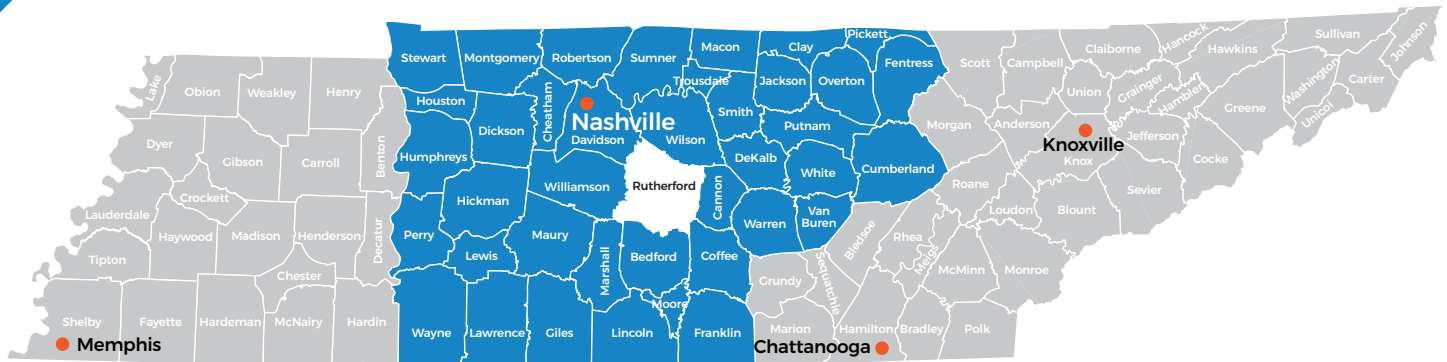 Lake
Obion
Weakley
Henry
Stewart
Montgomery
Robertson
Sumner
Macon
Trousdale
Clay
Pickett
Fentress
Jackson
Overton
Scott
Campbell
Claiborne
Hancock
Hawkins
Sullivan
Johnson
Carter
Washington
Unicoi
Greene
Hamblen
Grainger
Union
Houston
Dickson
Cheatham
Nashville
Davidson
Wilson
Smith
Putnam
Morgan
Anderson
Knoxville
Knox
Jefferson
Cocke
Sevier
Dyer
Gibson
Carroll
Benton
Humphreys
Williamson
Rutherford
Cannon
DeKalb
White
Cumberland
Roane
Loudon
Blount
Crockett
Lauderdale
Haywood
Madison
Henderson
Decatur
Perry
Hickman
Lewis
Maury
Marshall
Bedford
Coffee
Warren
Van
Buren
Bledsoe
Rhea
Meigs
McMinn
Monroe
Tipton
Chester
Shelby
Memphis
Fayette
Hardeman
McNairy
Hardin
Wayne
Lawrence
Giles
Lincoln
Moore
Franklin
Grundy
Sequatchie
Marion
Chattanooga
Hamilton
Bradley
Polk